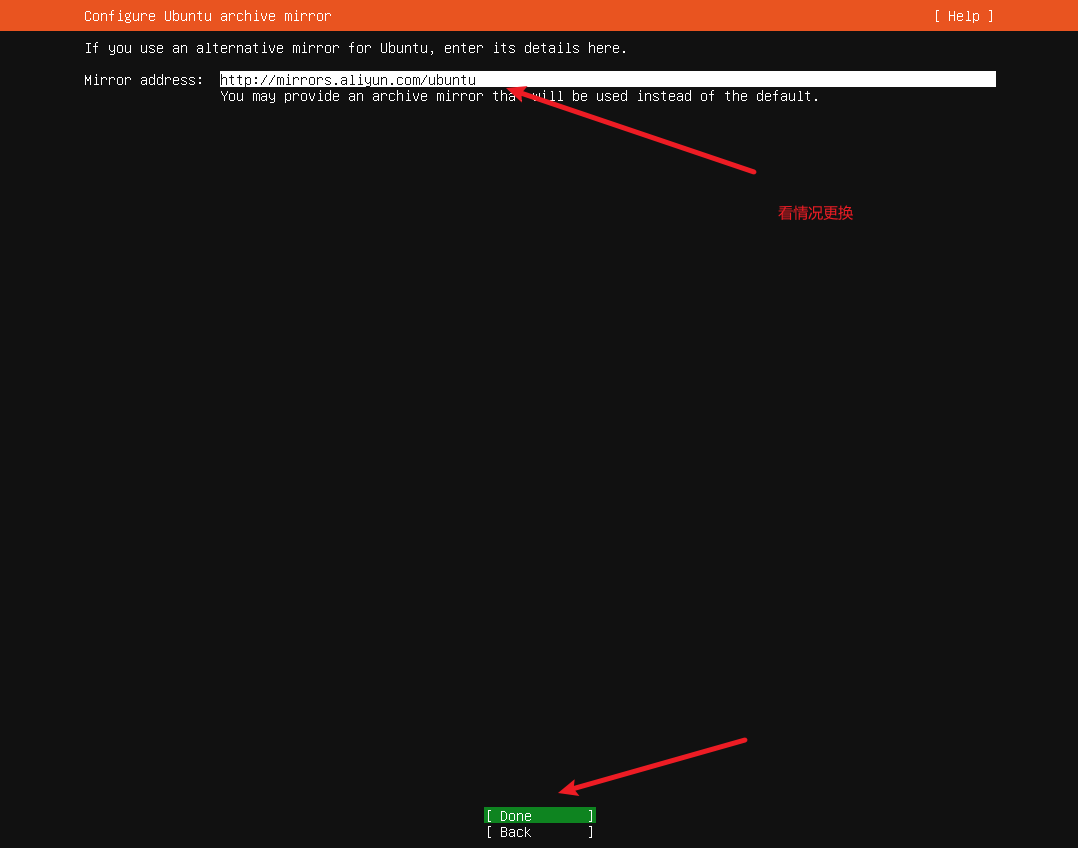 Configure Ubuntu archive mirror [ Help ]
If you use an alternative mirror for Ubuntu, enter its details here.
Mirror address: http://mirrors.aliyun.com/ubuntu
You may provide an archive mirror that will be used instead of the default.
看情况更换
[ Done ]
[ Back ]